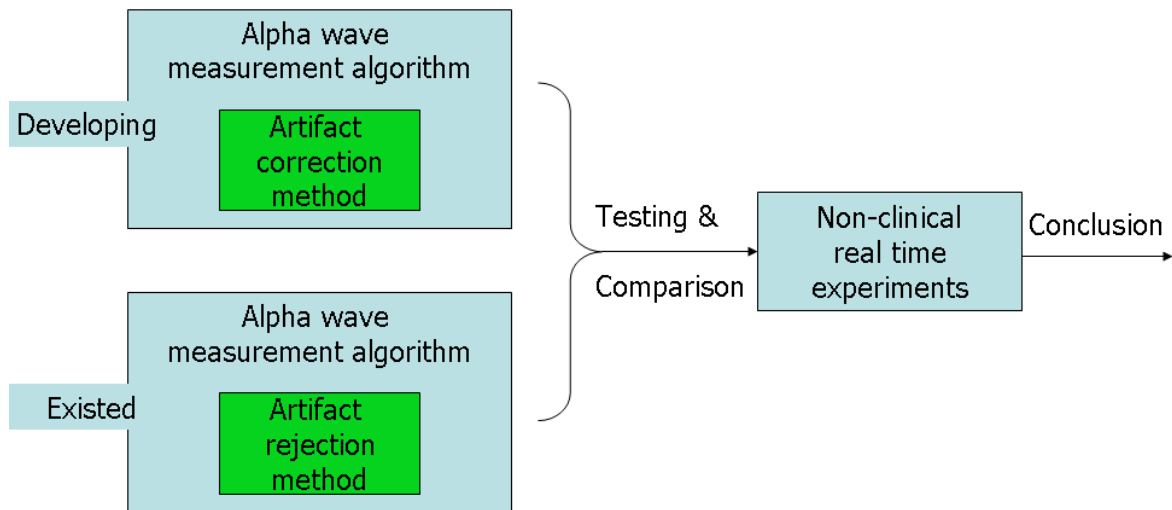 Alpha wave
measurement algorithm
Developing
Artifact
correction
method
Alpha wave
measurement algorithm
Existed
Artifact
rejection
method
Testing &
Comparison
Non-clinical
real time
experiments
Conclusion